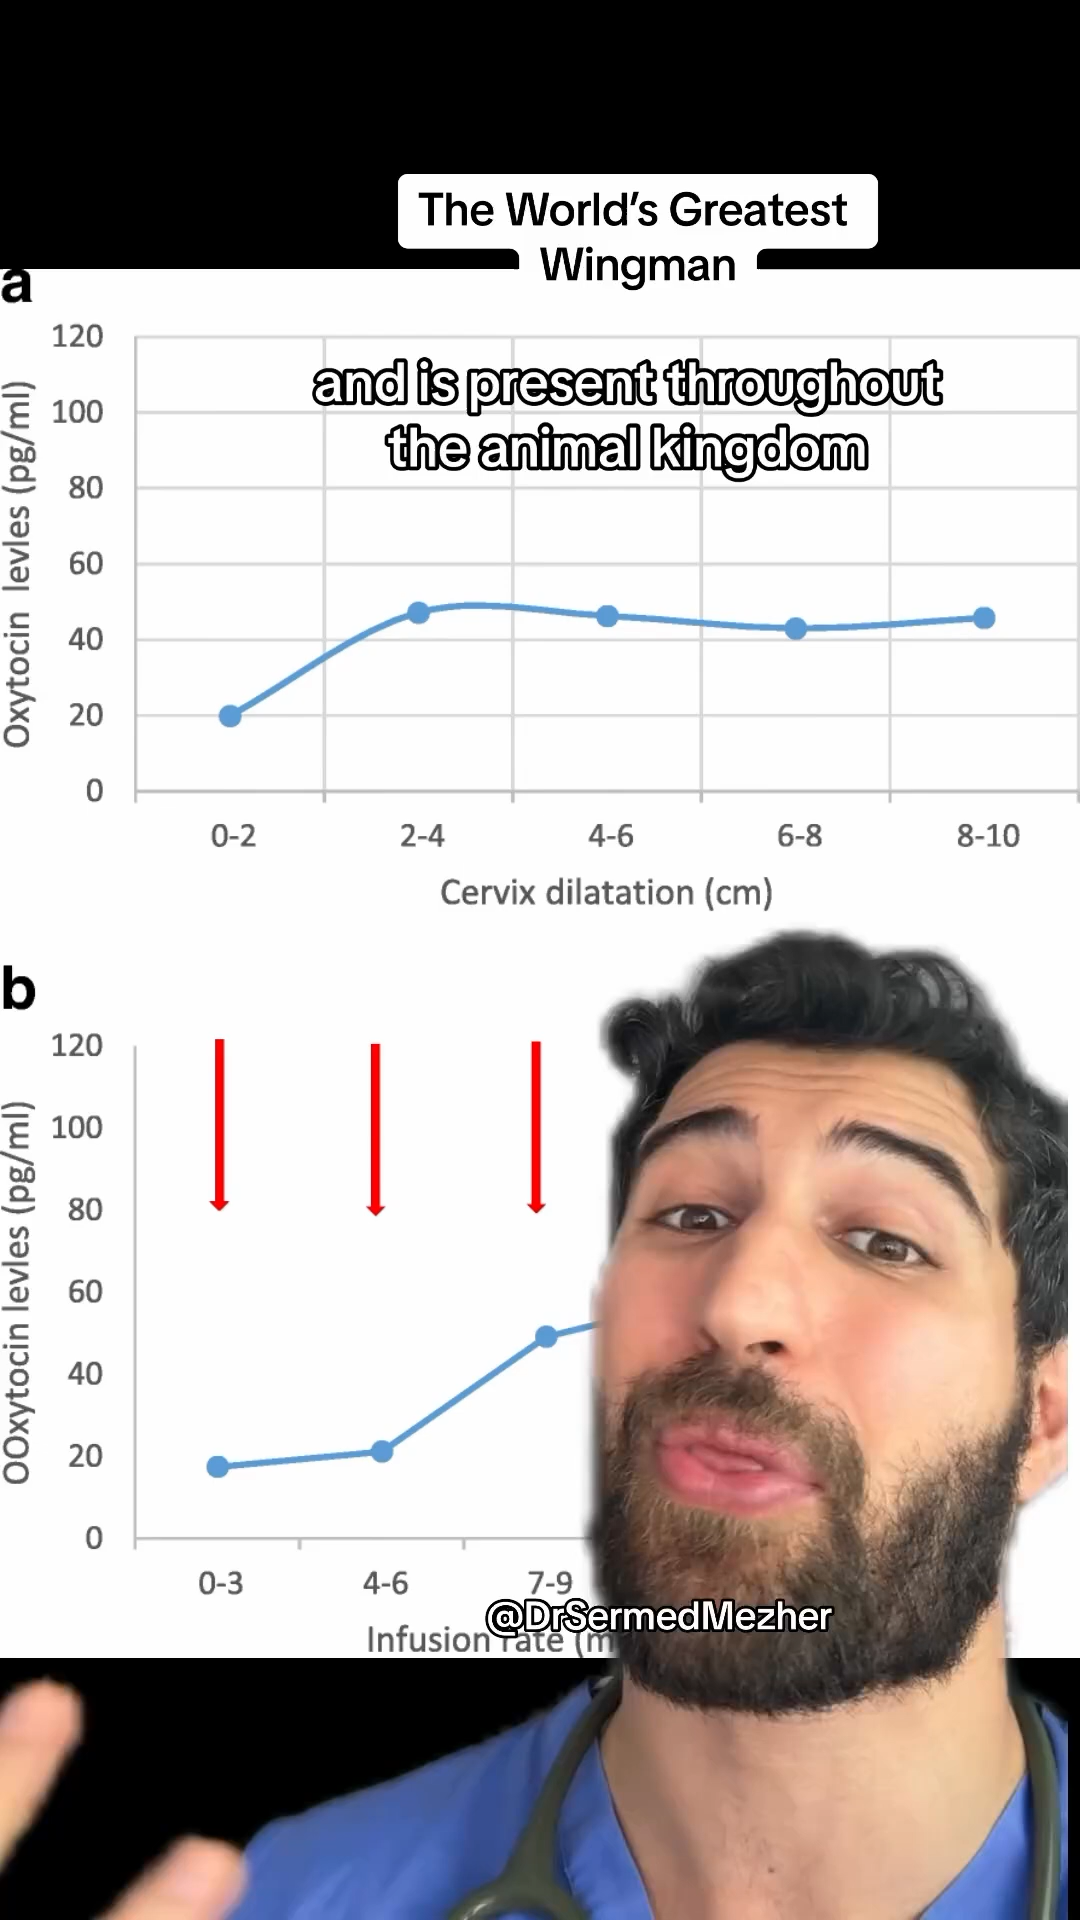 The World's Greatest
Wingman
a
and is present throughout
the animal kingdom
Oxytocin levles (pg/ml)
120
100
80
60
40
20
0
0-2 2-4 4-6 6-8 8-10
Cervix dilatation (cm)
b
OOxytocin levles (pg/ml)
120
100
80
60
40
20
0
0-3 4-6 7-9
@DrSermedMezher
Infusion rate